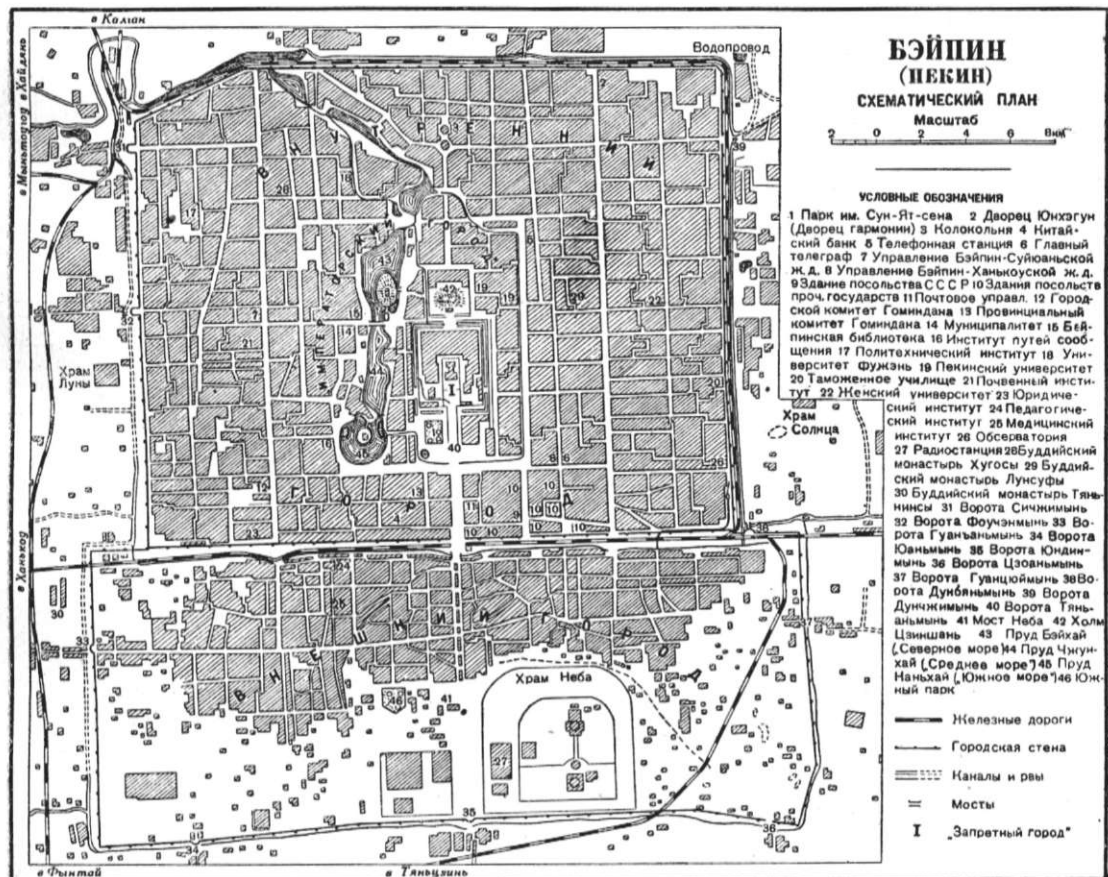 в Калган
в Хайдянь
в Мыньтоугоу
Водопровод
БЭЙПИН
(ПЕКИН)
СХЕМАТИЧЕСКИЙ ПЛАН
Масштаб
2 0 2 4 6 8км
УСЛОВНЫЕ ОБОЗНАЧЕНИЯ
1 Парк им. Сун-Ят-сена 2 Дворец Юнхэгун
(Дворец гармонии) 3 Колокольня 4 Китай-
ский банк 5 Телефонная станция 6 Главный
телеграф 7 Управление Бэйпин-Суйюаньской
ж.д. 8 Управление Бэйпин-Ханькоуской ж.д.
9 Здание посольства СССР 10 Здания посольств
проч. государств 11 Почтовое управл. 12 Город-
ской комитет Гоминдана 13 Провинциальный
комитет Гоминдана 14 Муниципалитет 15 Бей-
пинская библиотека 16 Институт путей сооб-
щения 17 Политехнический институт 18 Уни-
верситет Фужэнь 19 Пекинский университет
20 Таможенное училище 21 Почвенный инсти-
тут 22 Женский университет 23 Юридиче-
ский институт 24 Педагогиче-
ский институт 25 Медицинский
институт 26 Обсерватория
27 Радиостанция 28 Буддийский
монастырь Хугосы 29 Буддий-
ский монастырь Лунсуфы
30 Буддийский монастырь Тянь-
нинсы 31 Ворота Сичжимынь
32 Ворота Фоучэнмынь 33 Во-
рота Гуанъаньмынь 34 Ворота
Юаньмынь 35 Ворота Юндин-
мынь 36 Ворота Цзоаньмынь
37 Ворота Гуанцюймынь 38 Во-
рота Дунбяньмынь 39 Ворота
Дунчжимынь 40 Ворота Тянь-
аньмынь 41 Мост Неба 42 Холм
Цзиншань 43 Пруд Бэйхай
(„Северное море") 44 Пруд Чжун-
хай („Среднее море") 45 Пруд
Наньхай („Южное море") 46 Юж-
ный парк
Железные дороги
Городская стена
Каналы и рвы
Мосты
I „Запретный город"
ВНУТРЕННИЙ
ГОРОД
ИМПЕРАТОРСКИЙ
ГОРОД
Храм
Луны
Храм
Солнца
I
ВНЕШНИЙ ГОРОД
Храм Неба
в Ханькоу
в Фынтай
в Тяньцзинь